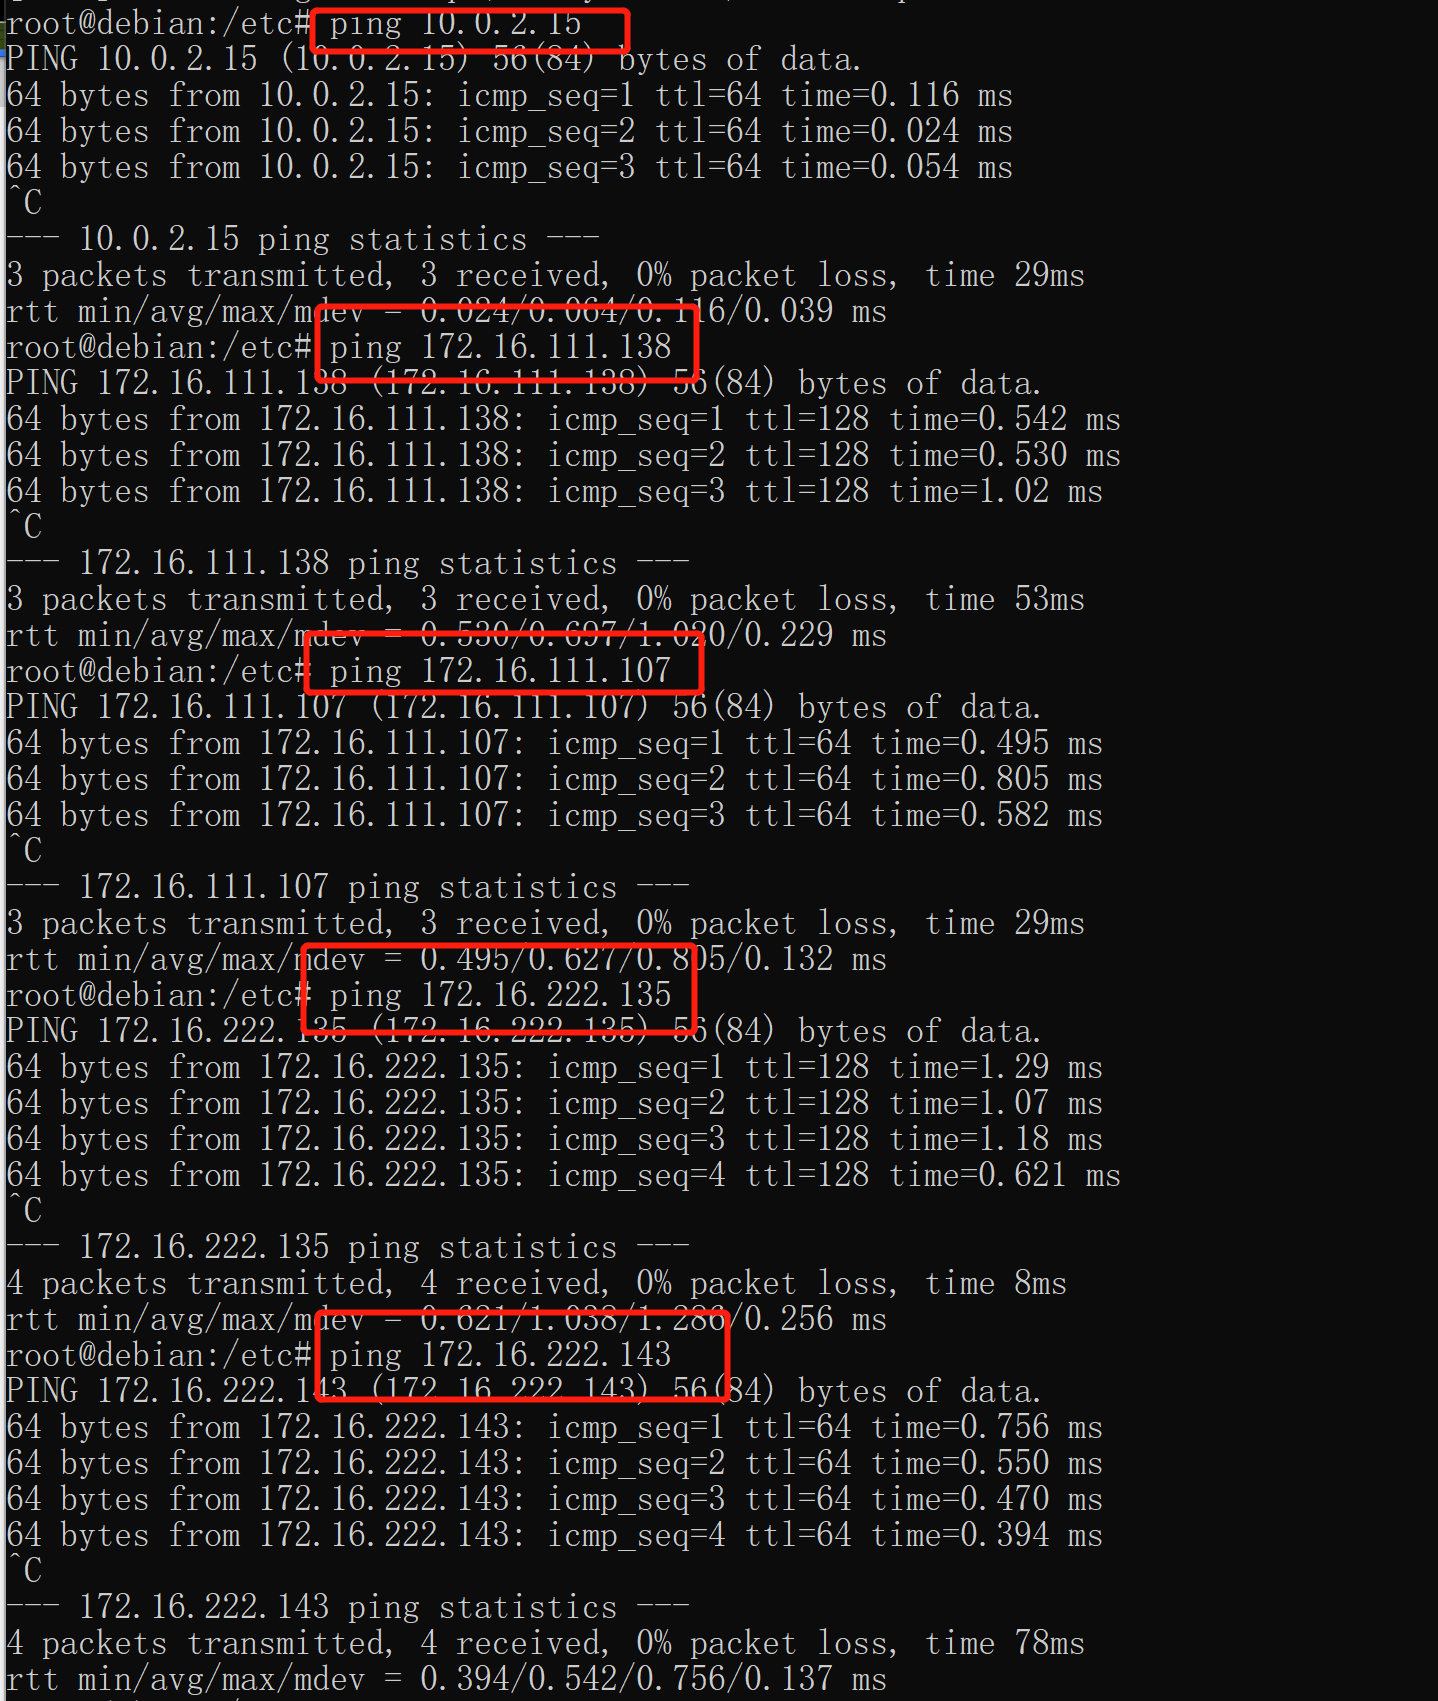 root@debian:/etc# ping 10.0.2.15
PING 10.0.2.15 (10.0.2.15) 56(84) bytes of data.
64 bytes from 10.0.2.15: icmp_seq=1 ttl=64 time=0.116 ms
64 bytes from 10.0.2.15: icmp_seq=2 ttl=64 time=0.024 ms
64 bytes from 10.0.2.15: icmp_seq=3 ttl=64 time=0.054 ms
^C
--- 10.0.2.15 ping statistics ---
3 packets transmitted, 3 received, 0% packet loss, time 29ms
rtt min/avg/max/mdev = 0.024/0.064/0.116/0.039 ms
root@debian:/etc# ping 172.16.111.138
PING 172.16.111.138 (172.16.111.138) 56(84) bytes of data.
64 bytes from 172.16.111.138: icmp_seq=1 ttl=128 time=0.542 ms
64 bytes from 172.16.111.138: icmp_seq=2 ttl=128 time=0.530 ms
64 bytes from 172.16.111.138: icmp_seq=3 ttl=128 time=1.02 ms
^C
--- 172.16.111.138 ping statistics ---
3 packets transmitted, 3 received, 0% packet loss, time 53ms
rtt min/avg/max/mdev = 0.530/0.697/1.020/0.229 ms
root@debian:/etc# ping 172.16.111.107
PING 172.16.111.107 (172.16.111.107) 56(84) bytes of data.
64 bytes from 172.16.111.107: icmp_seq=1 ttl=64 time=0.495 ms
64 bytes from 172.16.111.107: icmp_seq=2 ttl=64 time=0.805 ms
64 bytes from 172.16.111.107: icmp_seq=3 ttl=64 time=0.582 ms
^C
--- 172.16.111.107 ping statistics ---
3 packets transmitted, 3 received, 0% packet loss, time 29ms
rtt min/avg/max/mdev = 0.495/0.627/0.805/0.132 ms
root@debian:/etc# ping 172.16.222.135
PING 172.16.222.135 (172.16.222.135) 56(84) bytes of data.
64 bytes from 172.16.222.135: icmp_seq=1 ttl=128 time=1.29 ms
64 bytes from 172.16.222.135: icmp_seq=2 ttl=128 time=1.07 ms
64 bytes from 172.16.222.135: icmp_seq=3 ttl=128 time=1.18 ms
64 bytes from 172.16.222.135: icmp_seq=4 ttl=128 time=0.621 ms
^C
--- 172.16.222.135 ping statistics ---
4 packets transmitted, 4 received, 0% packet loss, time 8ms
rtt min/avg/max/mdev = 0.621/1.038/1.286/0.256 ms
root@debian:/etc# ping 172.16.222.143
PING 172.16.222.143 (172.16.222.143) 56(84) bytes of data.
64 bytes from 172.16.222.143: icmp_seq=1 ttl=64 time=0.756 ms
64 bytes from 172.16.222.143: icmp_seq=2 ttl=64 time=0.550 ms
64 bytes from 172.16.222.143: icmp_seq=3 ttl=64 time=0.470 ms
64 bytes from 172.16.222.143: icmp_seq=4 ttl=64 time=0.394 ms
^C
--- 172.16.222.143 ping statistics ---
4 packets transmitted, 4 received, 0% packet loss, time 78ms
rtt min/avg/max/mdev = 0.394/0.542/0.756/0.137 ms